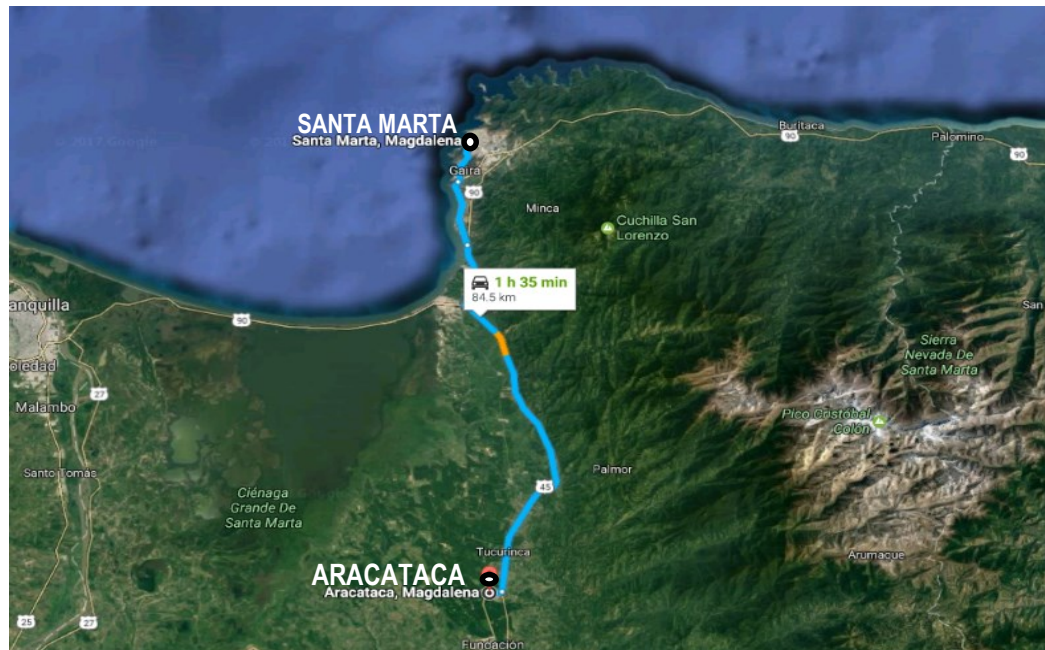 SANTA MARTA
Santa Marta, Magdalena
2017 Google
Gaira
90
Buritaca
90
Palomino
90
Minca
Cuchilla San
Lorenzo
1 h 35 min
84.5 km
anquilla
90
San
oledad
Sierra
Nevada De
Santa Marta
27
Malambo
Pico Cristóbal
Colón
Santo Tomás
Palmor
45
Ciénaga
Grande De
Santa Marta
Tucurinca
Arumaque
ARACATACA
Aracataca, Magdalena
25
27
Fundación